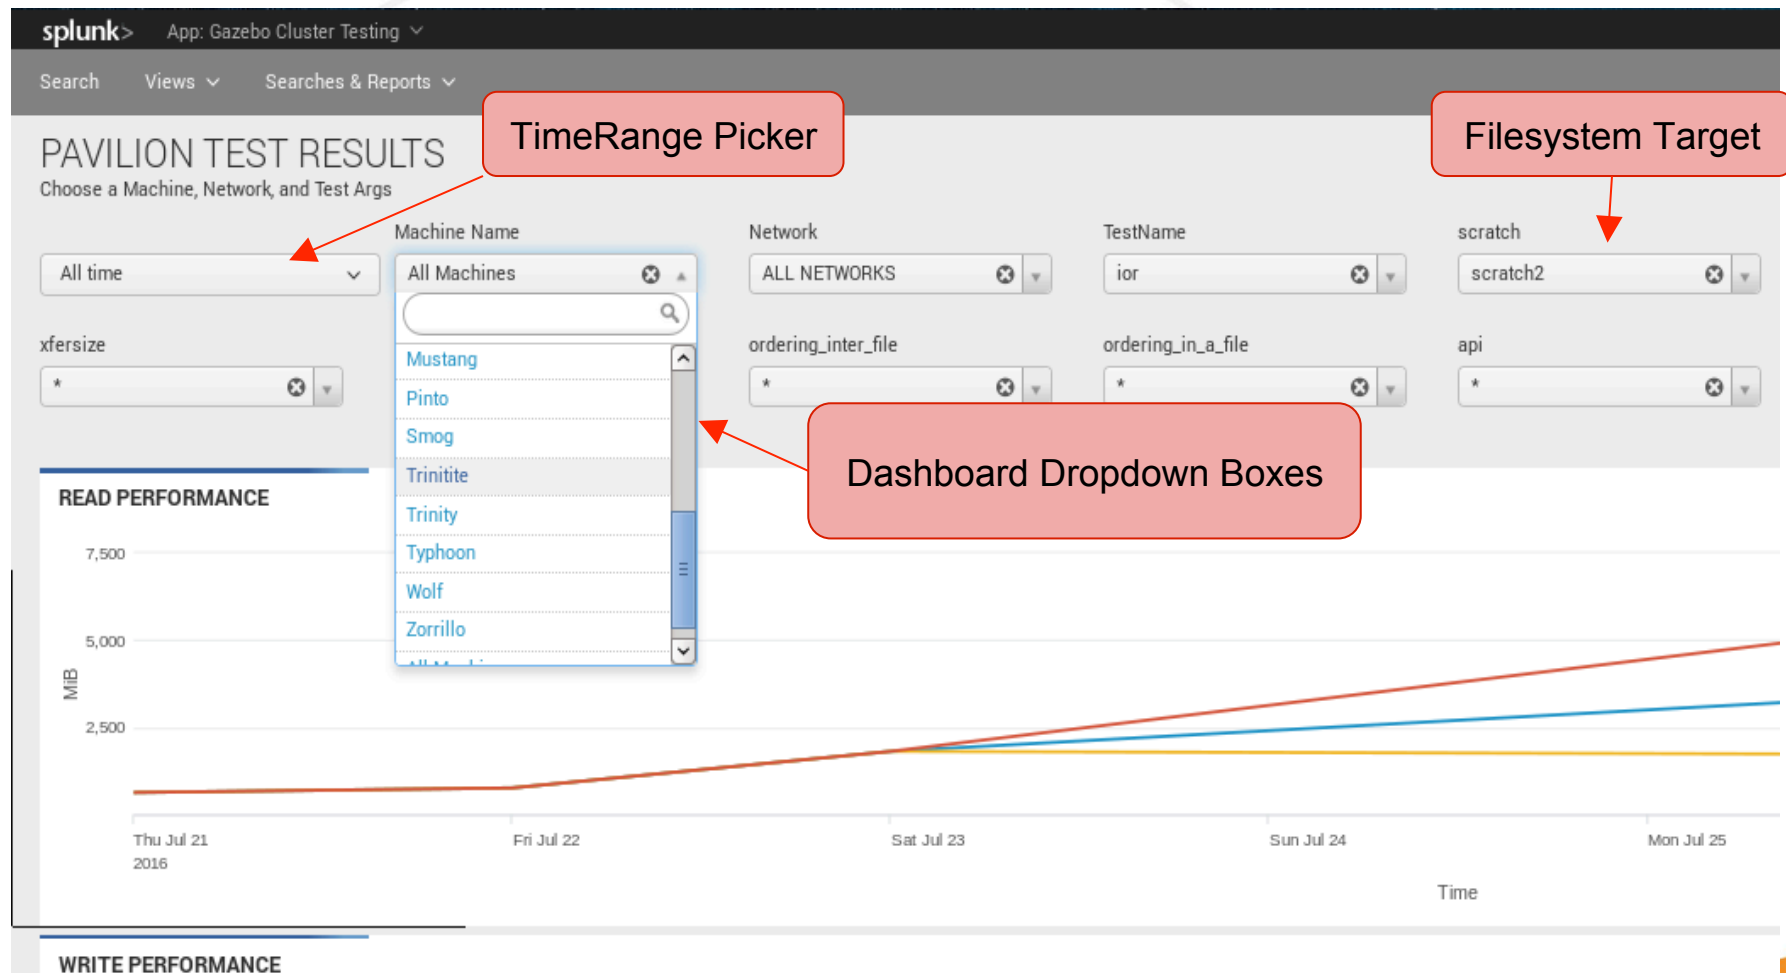 splunk> App: Gazebo Cluster Testing
Search Views Searches & Reports
TimeRange Picker
Filesystem Target
PAVILION TEST RESULTS
Choose a Machine, Network, and Test Args
Machine Name Network TestName scratch
All time All Machines ALL NETWORKS ior scratch2
xfersize ordering_inter_file ordering_in_a_file api
* * * *
Mustang
Pinto
Smog
Trinitite
Trinity
Typhoon
Wolf
Zorrillo
Dashboard Dropdown Boxes
READ PERFORMANCE
7,500
5,000
2,500
MiB
Thu Jul 21 Fri Jul 22 Sat Jul 23 Sun Jul 24 Mon Jul 25
2016
Time
WRITE PERFORMANCE